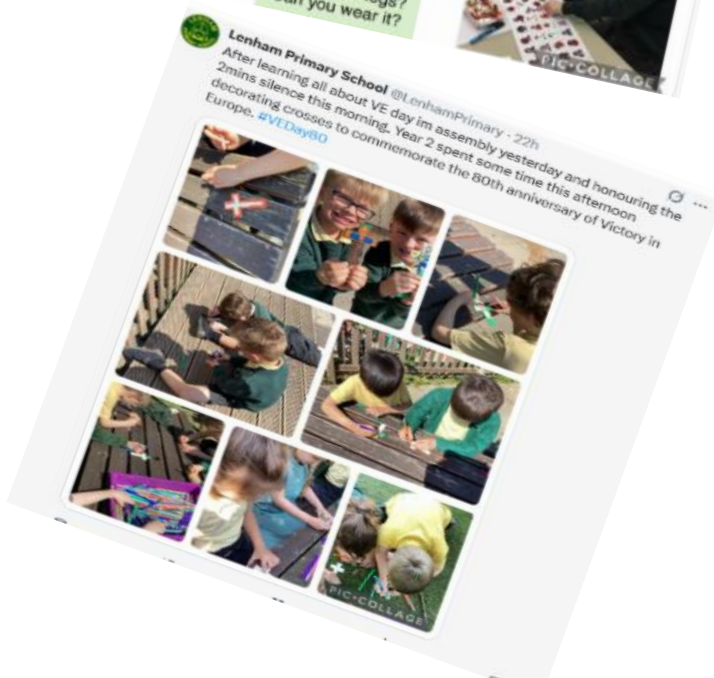 can you wear it?
PIC•COLLAGE
Lenham Primary School @LenhamPrimary · 22h
After learning all about VE day im assembly yesterday and honouring the
2mins silence this morning. Year 2 spent some time this afternoon
decorating crosses to commemorate the 80th anniversary of Victory in
Europe. #VEDay80
PIC•COLLAGE